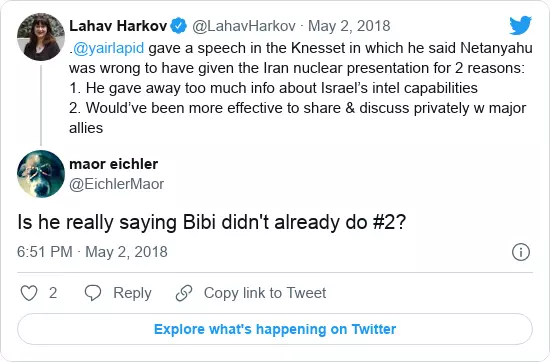 Lahav Harkov @LahavHarkov · May 2, 2018
.@yairlapid gave a speech in the Knesset in which he said Netanyahu
was wrong to have given the Iran nuclear presentation for 2 reasons:
1. He gave away too much info about Israel’s intel capabilities
2. Would’ve been more effective to share & discuss privately w major
allies
maor eichler
@EichlerMaor
Is he really saying Bibi didn't already do #2?
6:51 PM · May 2, 2018
2 Reply Copy link to Tweet
Explore what's happening on Twitter